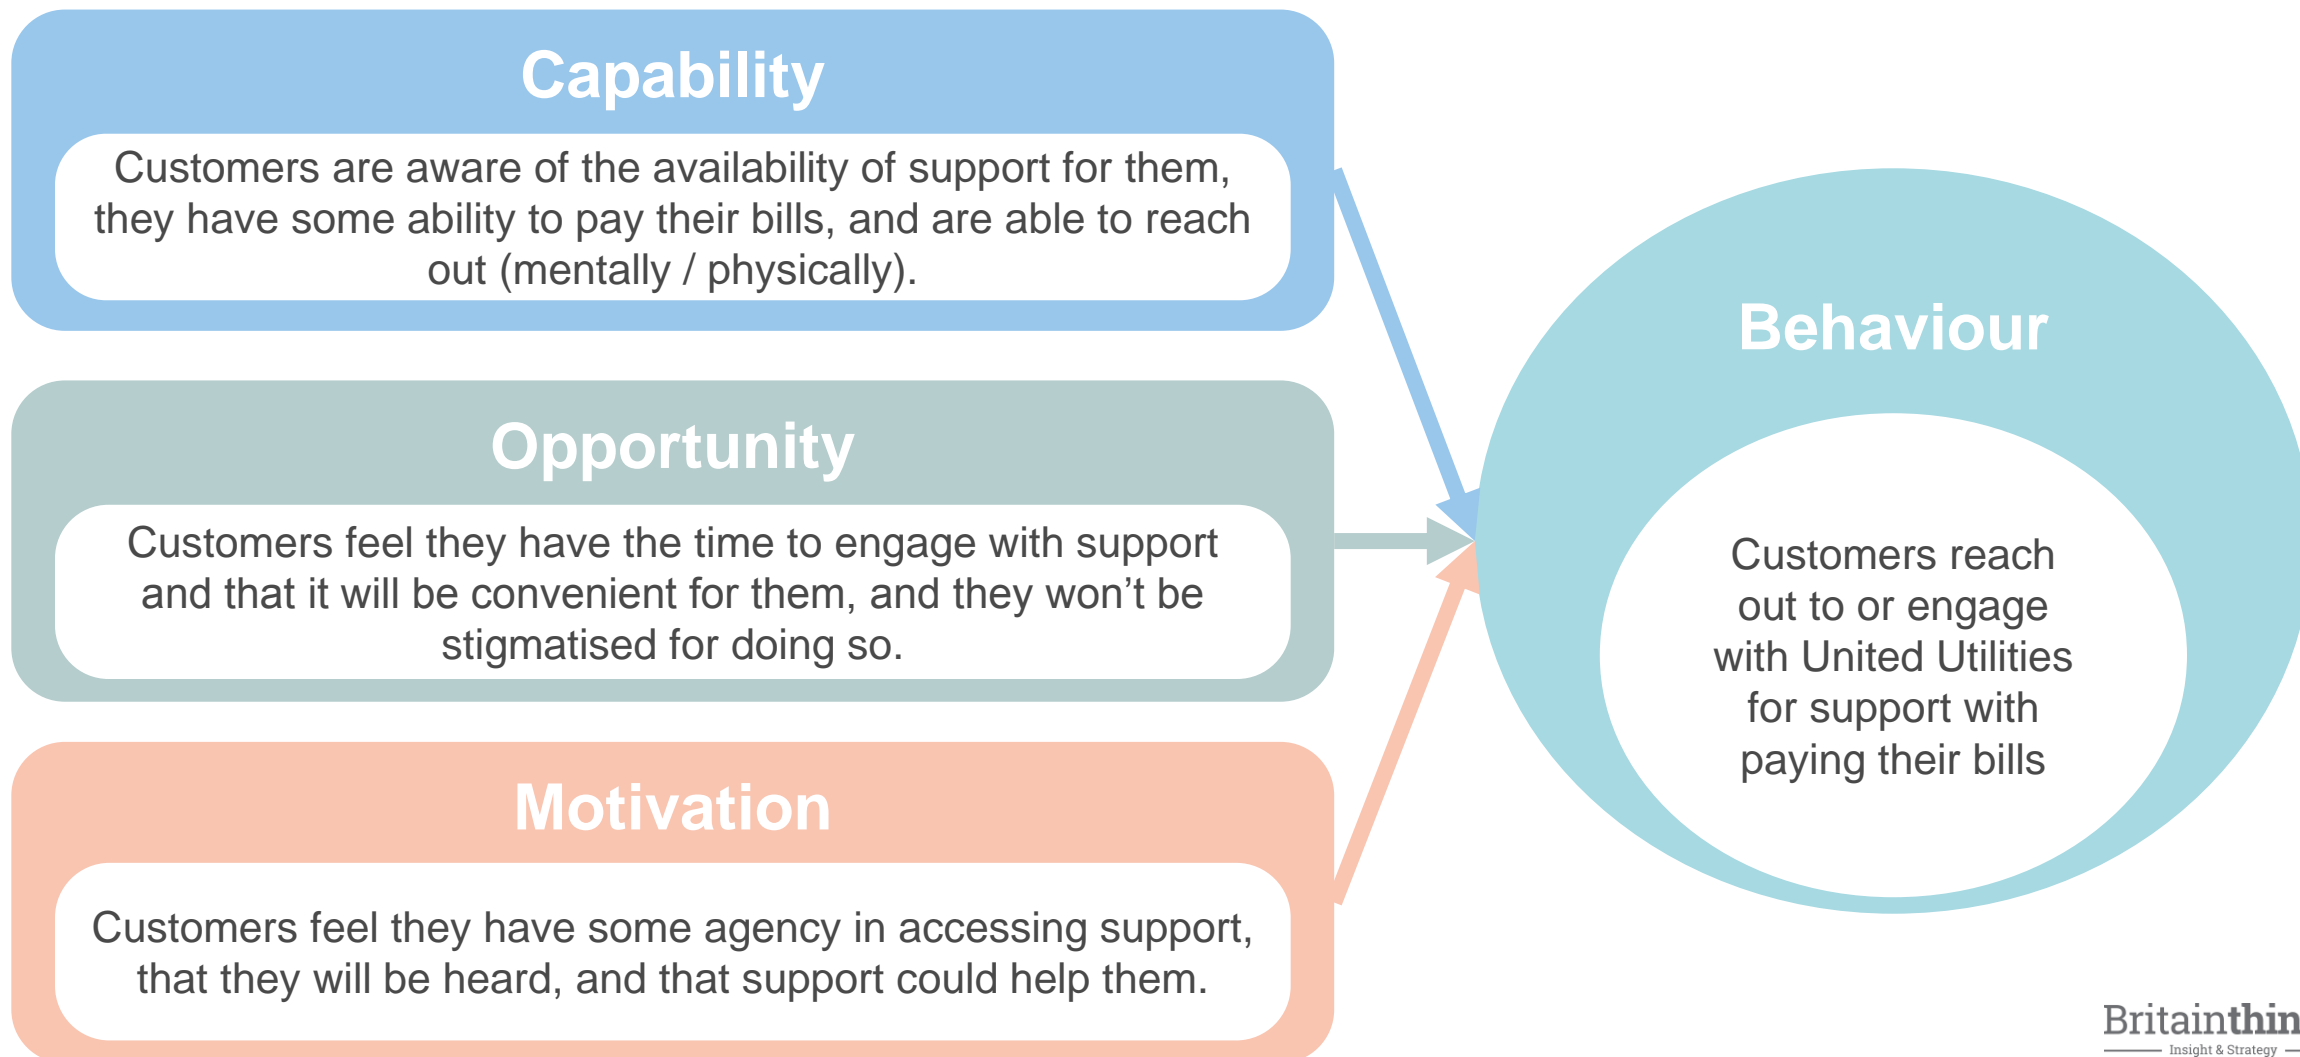 Capability
Customers are aware of the availability of support for them,
they have some ability to pay their bills, and are able to reach
out (mentally / physically).
Opportunity
Customers feel they have the time to engage with support
and that it will be convenient for them, and they won’t be
stigmatised for doing so.
Motivation
Customers feel they have some agency in accessing support,
that they will be heard, and that support could help them.
Behaviour
Customers reach
out to or engage
with United Utilities
for support with
paying their bills
Britainthin
Insight & Strategy